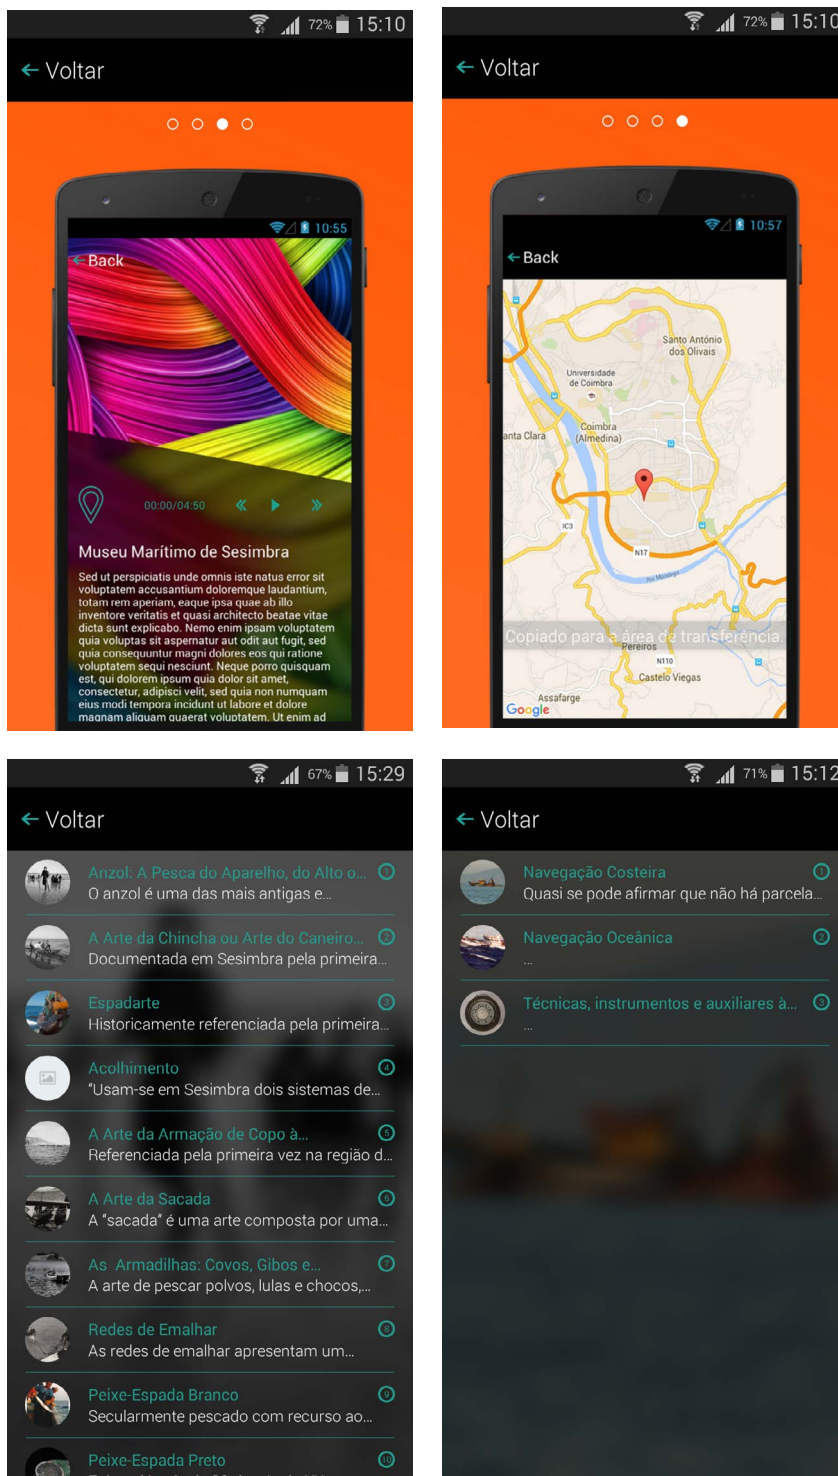 72% 15:10
← Voltar
10:55
← Back
00:00/04:50
Museu Marítimo de Sesimbra
Sed ut perspiciatis unde omnis iste natus error sit
voluptatem accusantium doloremque laudantium,
totam rem aperiam, eaque ipsa quae ab illo
inventore veritatis et quasi architecto beatae vitae
dicta sunt explicabo. Nemo enim ipsam voluptatem
quia voluptas sit aspernatur aut odit aut fugit, sed
quia consequuntur magni dolores eos qui ratione
voluptatem sequi nesciunt. Neque porro quisquam
est, qui dolorem ipsum quia dolor sit amet,
consectetur, adipisci velit, sed quia non numquam
eius modi tempora incidunt ut labore et dolore
magnam aliquam quaerat voluptatem. Ut enim ad
72% 15:10
← Voltar
10:57
← Back
Santo António
dos Olivais
Universidade
de Coimbra
Coimbra
(Almedina)
anta Clara
IC3
N17
Rio Mondego
Copiado para a área de transferência.
Pereiros
N110
Castelo Viegas
Assafarge
Google
67% 15:29
← Voltar
Anzol: A Pesca do Aparelho, do Alto o... 1
O anzol é uma das mais antigas e...
A Arte da Chincha ou Arte do Caneiro... 2
Documentada em Sesimbra pela primeira...
Espadarte 3
Historicamente referenciada pela primeira...
Acolhimento 4
“Usam-se em Sesimbra dois sistemas de...
A Arte da Armação de Copo à... 5
Referenciada pela primeira vez na região d...
A Arte da Sacada 6
A “sacada” é uma arte composta por uma...
As Armadilhas: Covos, Gibos e... 7
A arte de pescar polvos, lulas e chocos,...
Redes de Emalhar 8
As redes de emalhar apresentam um...
Peixe-Espada Branco 9
Secularmente pescado com recurso ao...
Peixe-Espada Preto 10
71% 15:12
← Voltar
Navegação Costeira 1
Quasi se pode afirmar que não há parcela...
Navegação Oceânica 2
...
Técnicas, instrumentos e auxiliares à... 3
...